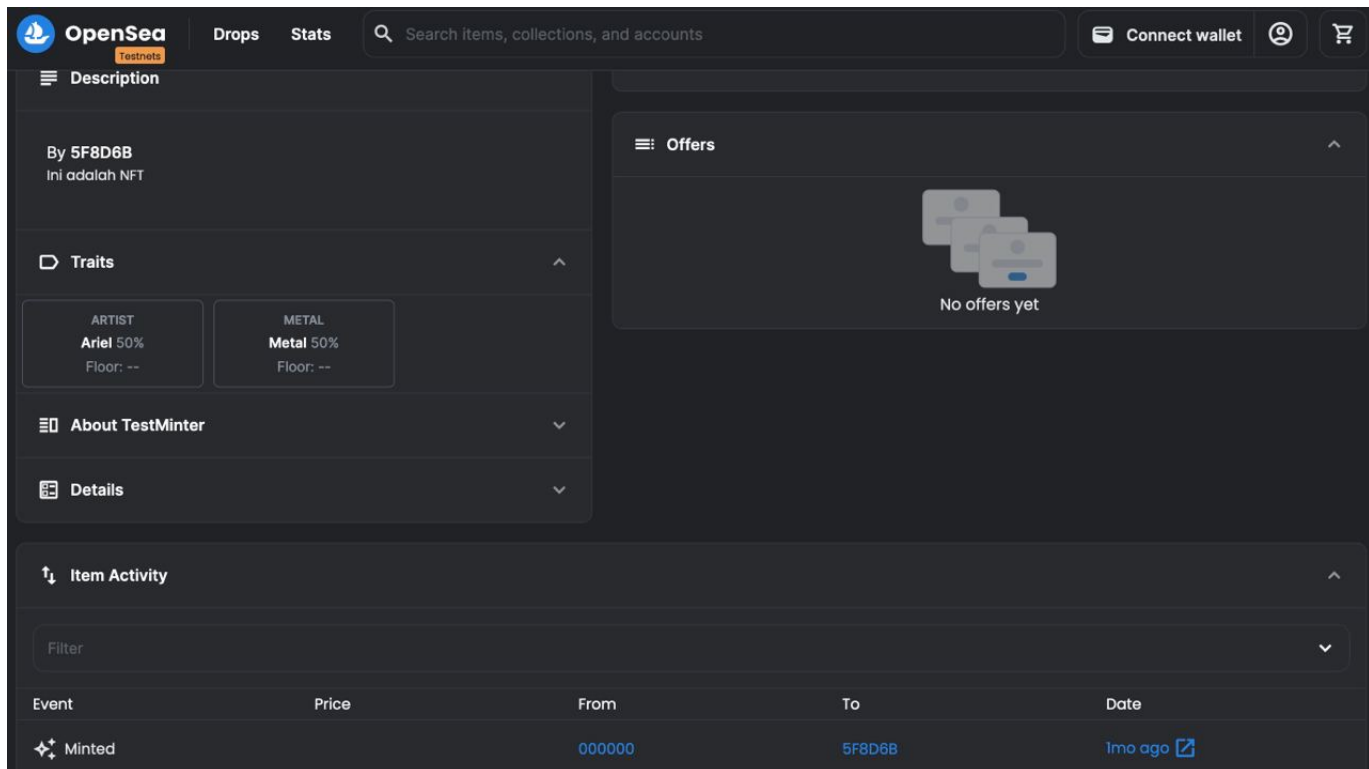 OpenSea
Testnets
Drops
Stats
Search items, collections, and accounts
Connect wallet
Description
By 5F8D6B
Ini adalah NFT
Traits
ARTIST
Ariel 50%
Floor: --
METAL
Metal 50%
Floor: --
About TestMinter
Details
Offers
No offers yet
Item Activity
Filter
Event Price From To Date
Minted 000000 5F8D6B 1mo ago